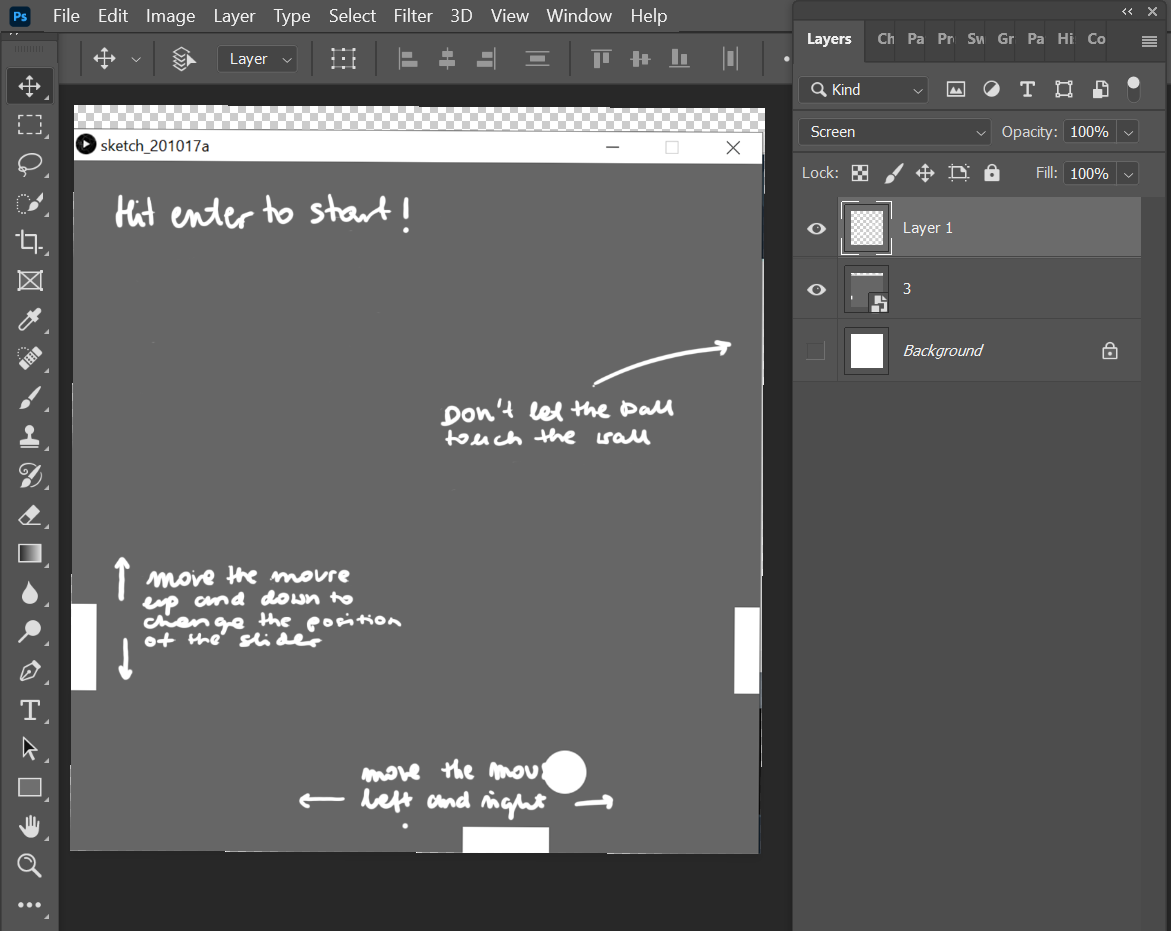 Ps File Edit Image Layer Type Select Filter 3D View Window Help
Layer
Layers Ch Pa Pr Sw Gr Pa Hi Co
Kind
Screen Opacity: 100%
Lock: Fill: 100%
Layer 1
3
Background
sketch_201017a
Hit enter to start!
Don't let the ball
touch the wall
move the mouse
up and down to
change the position
of the slider
move the mou
left and right
T